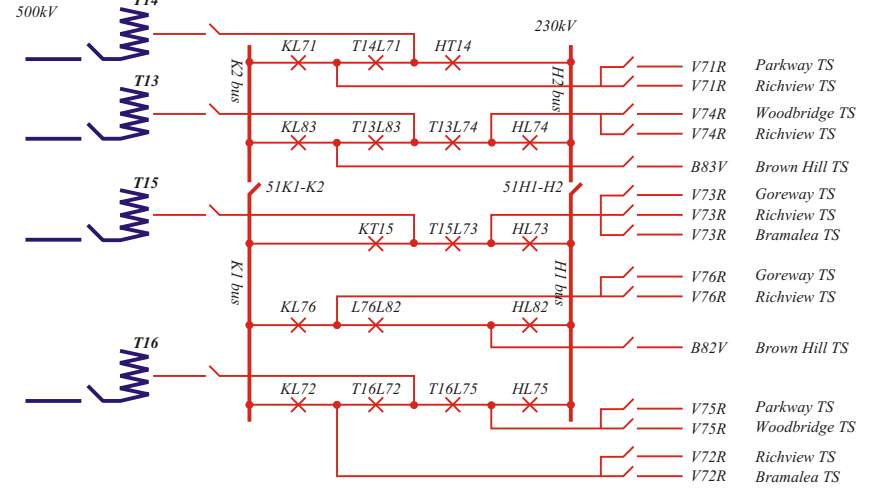 T14
500kV
230kV
KL71 T14L71 HT14
K2 bus
H2 bus
V71R Parkway TS
V71R Richview TS
T13
KL83 T13L83 T13L74 HL74
V74R Woodbridge TS
V74R Richview TS
B83V Brown Hill TS
T15
51K1-K2
51H1-H2
V73R Goreway TS
V73R Richview TS
V73R Bramalea TS
KT15 T15L73 HL73
K1 bus
H1 bus
V76R Goreway TS
V76R Richview TS
KL76 L76L82 HL82
T16
B82V Brown Hill TS
KL72 T16L72 T16L75 HL75
V75R Parkway TS
V75R Woodbridge TS
V72R Richview TS
V72R Bramalea TS